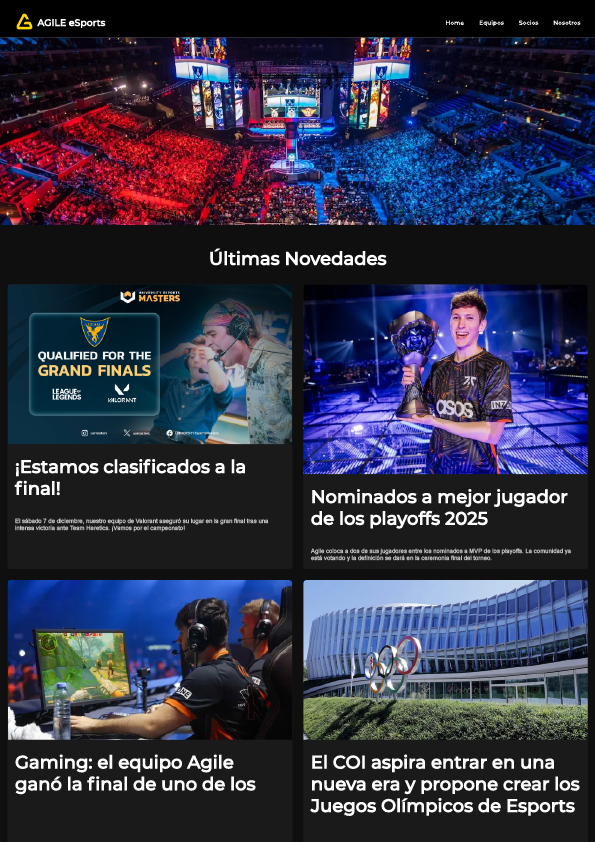 AGILE eSports
Home Equipos Socios Nosotros
Últimas Novedades
UNIVERSITY ESPORTS
MASTERS
QUALIFIED FOR THE
GRAND FINALS
LEAGUE OF
LEGENDS
VALORANT
¡Estamos clasificados a la
final!
El sábado 7 de diciembre, nuestro equipo de Valorant aseguró su lugar en la gran final tras una
intensa victoria ante Team Heretics. ¡Vamos por el campeonato!
asos
Nominados a mejor jugador
de los playoffs 2025
Agile coloca a dos de sus jugadores entre los nominados a MVP de los playoffs. La comunidad ya
está votando y la definición se dará en la ceremonia final del torneo.
Gaming: el equipo Agile
ganó la final de uno de los
El COI aspira entrar en una
nueva era y propone crear los
Juegos Olímpicos de Esports